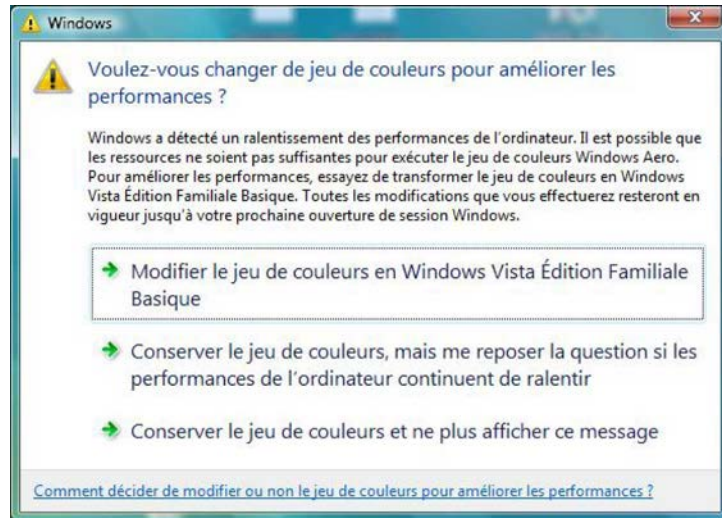 Windows
Voulez-vous changer de jeu de couleurs pour améliorer les
performances ?
Windows a détecté un ralentissement des performances de l'ordinateur. Il est possible que
les ressources ne soient pas suffisantes pour exécuter le jeu de couleurs Windows Aero.
Pour améliorer les performances, essayez de transformer le jeu de couleurs en Windows
Vista Édition Familiale Basique. Toutes les modifications que vous effectuerez resteront en
vigueur jusqu'à votre prochaine ouverture de session Windows.
Modifier le jeu de couleurs en Windows Vista Édition Familiale
Basique
Conserver le jeu de couleurs, mais me reposer la question si les
performances de l'ordinateur continuent de ralentir
Conserver le jeu de couleurs et ne plus afficher ce message
Comment décider de modifier ou non le jeu de couleurs pour améliorer les performances ?